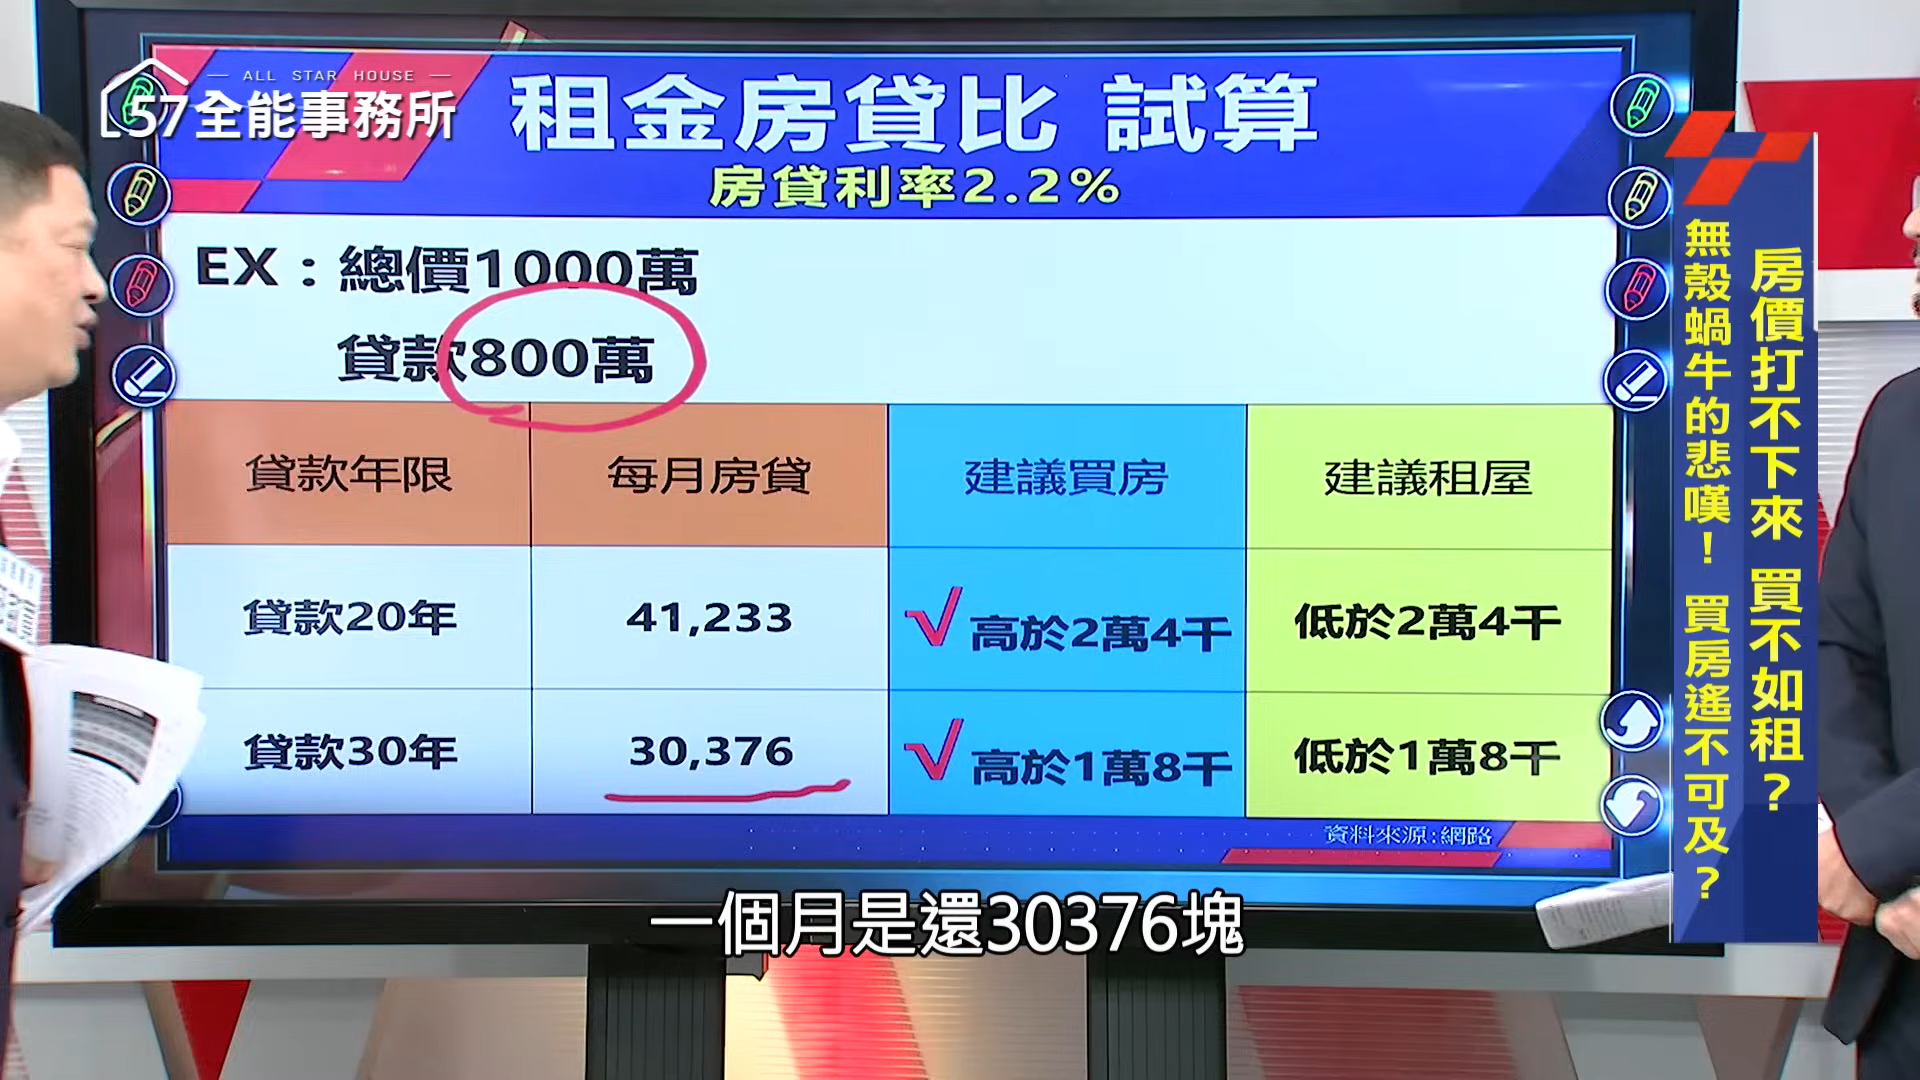 ALL STAR HOUSE
57全能事務所
租金房貸比 試算
房貸利率2.2%
EX：總價1000萬
貸款800萬
貸款年限 每月房貸 建議買房 建議租屋
貸款20年 41,233 √高於2萬4千 低於2萬4千
貸款30年 30,376 √高於1萬8千 低於1萬8千
資料來源:網路
房價打不下來 買不如租？
無殼蝸牛的悲嘆！ 買房遙不可及？
一個月是還30376塊